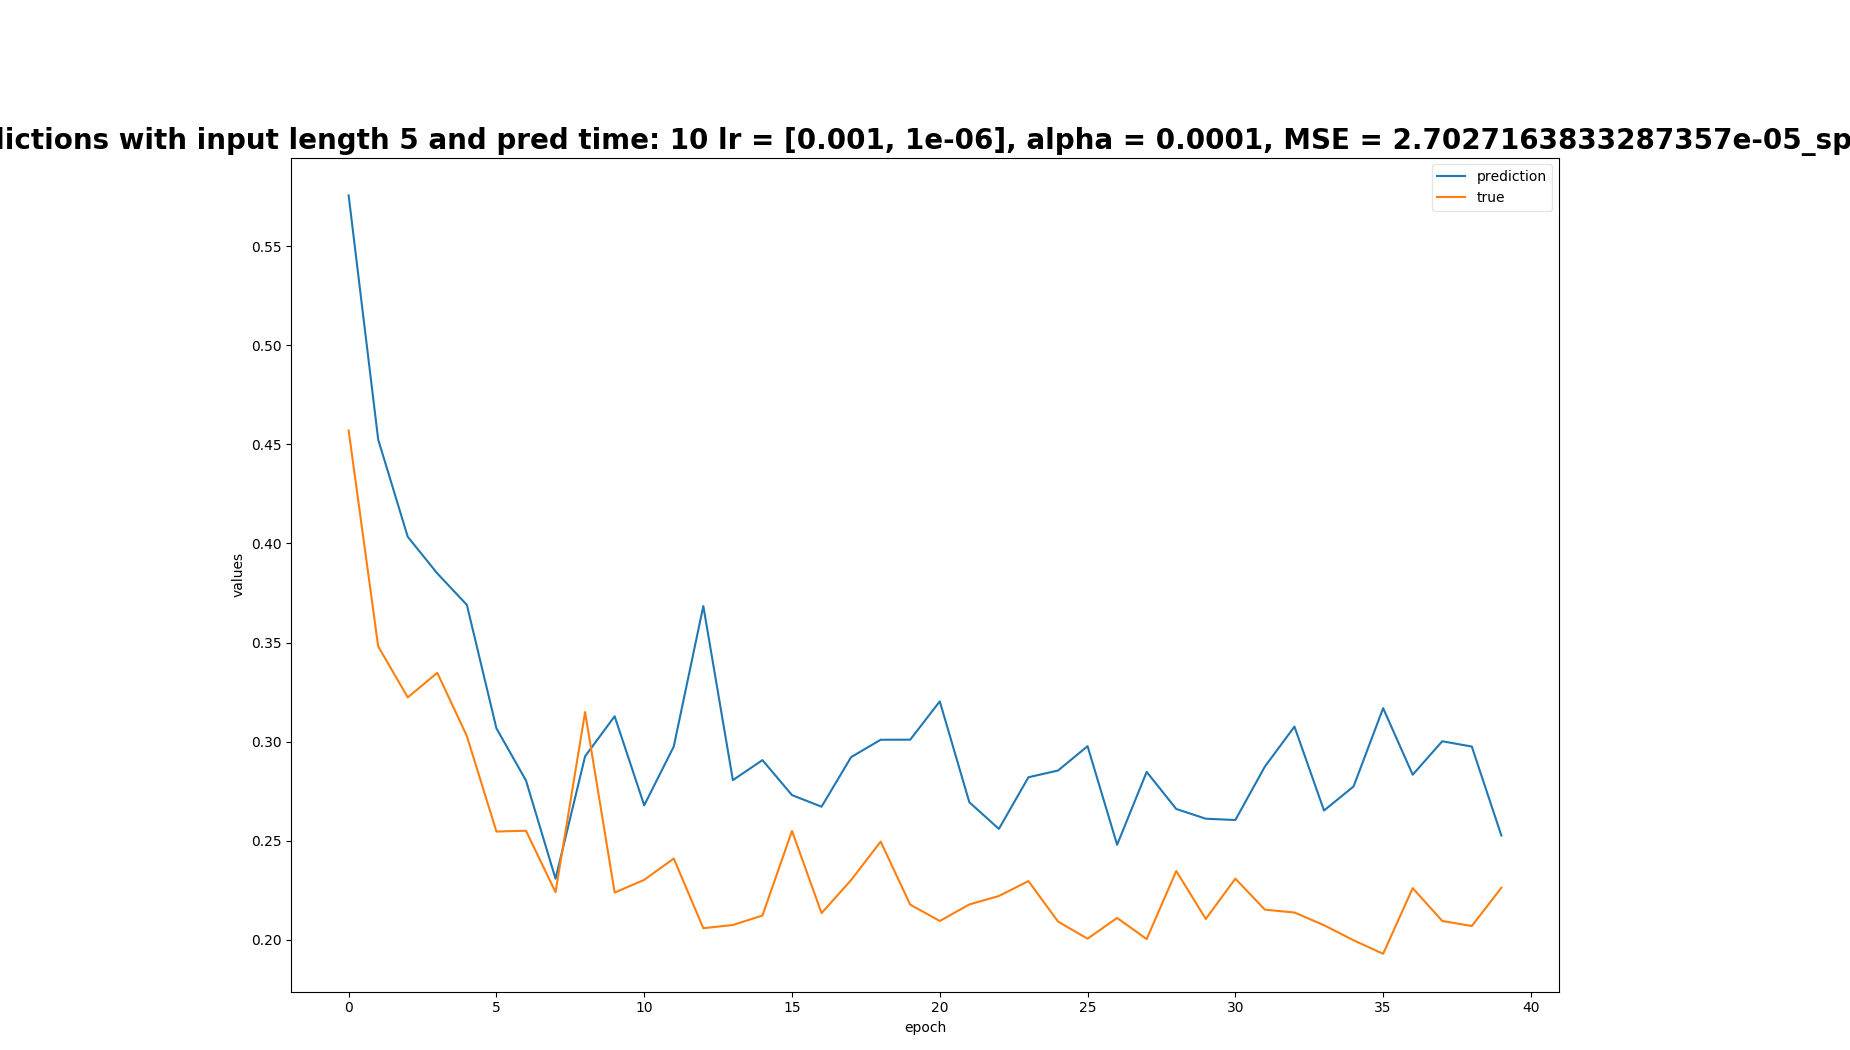 with input length 5 and pred time: 10 lr = [0.001, 1e-06], alpha = 0.0001, MSE = 2.7027163833287357e-05_sp
prediction
true
0.55
0.50
0.45
0.40
0.35
0.30
0.25
0.20
values
0 5 10 15 20 25 30 35 40
epoch